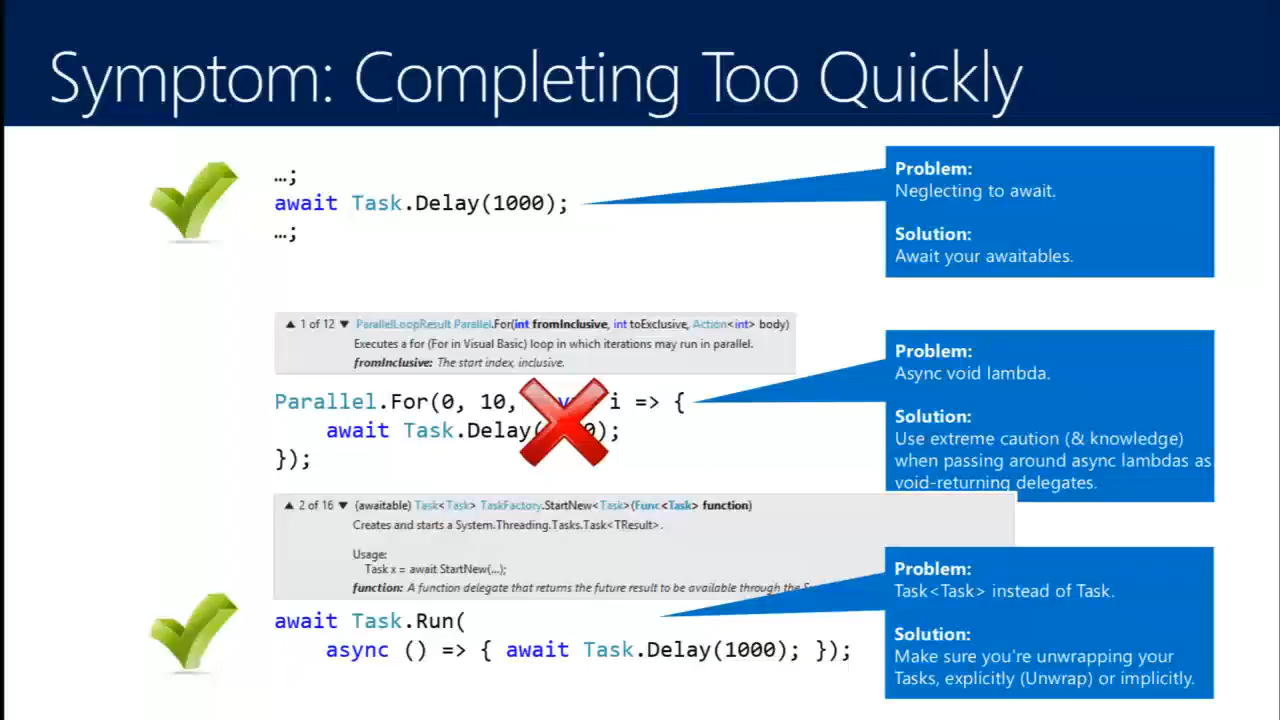 Symptom: Completing Too Quickly
…;
await Task.Delay(1000);
…;
Problem:
Neglecting to await.
Solution:
Await your awaitables.
▲ 1 of 12 ▼ ParallelLoopResult Parallel.For(int fromInclusive, int toExclusive, Action<int> body)
Executes a for (For in Visual Basic) loop in which iterations may run in parallel.
fromInclusive: The start index, inclusive.
Parallel.For(0, 10, i => {
await Task.Delay( );
});
Problem:
Async void lambda.
Solution:
Use extreme caution (& knowledge)
when passing around async lambdas as
void-returning delegates.
▲ 2 of 16 ▼ (awaitable) Task<Task> TaskFactory.StartNew<Task>(Func<Task> function)
Creates and starts a System.Threading.Tasks.Task<TResult>.
Usage:
Task x = await StartNew(...);
function: A function delegate that returns the future result to be available through the
await Task.Run(
async () => { await Task.Delay(1000); });
Problem:
Task<Task> instead of Task.
Solution:
Make sure you're unwrapping your
Tasks, explicitly (Unwrap) or implicitly.